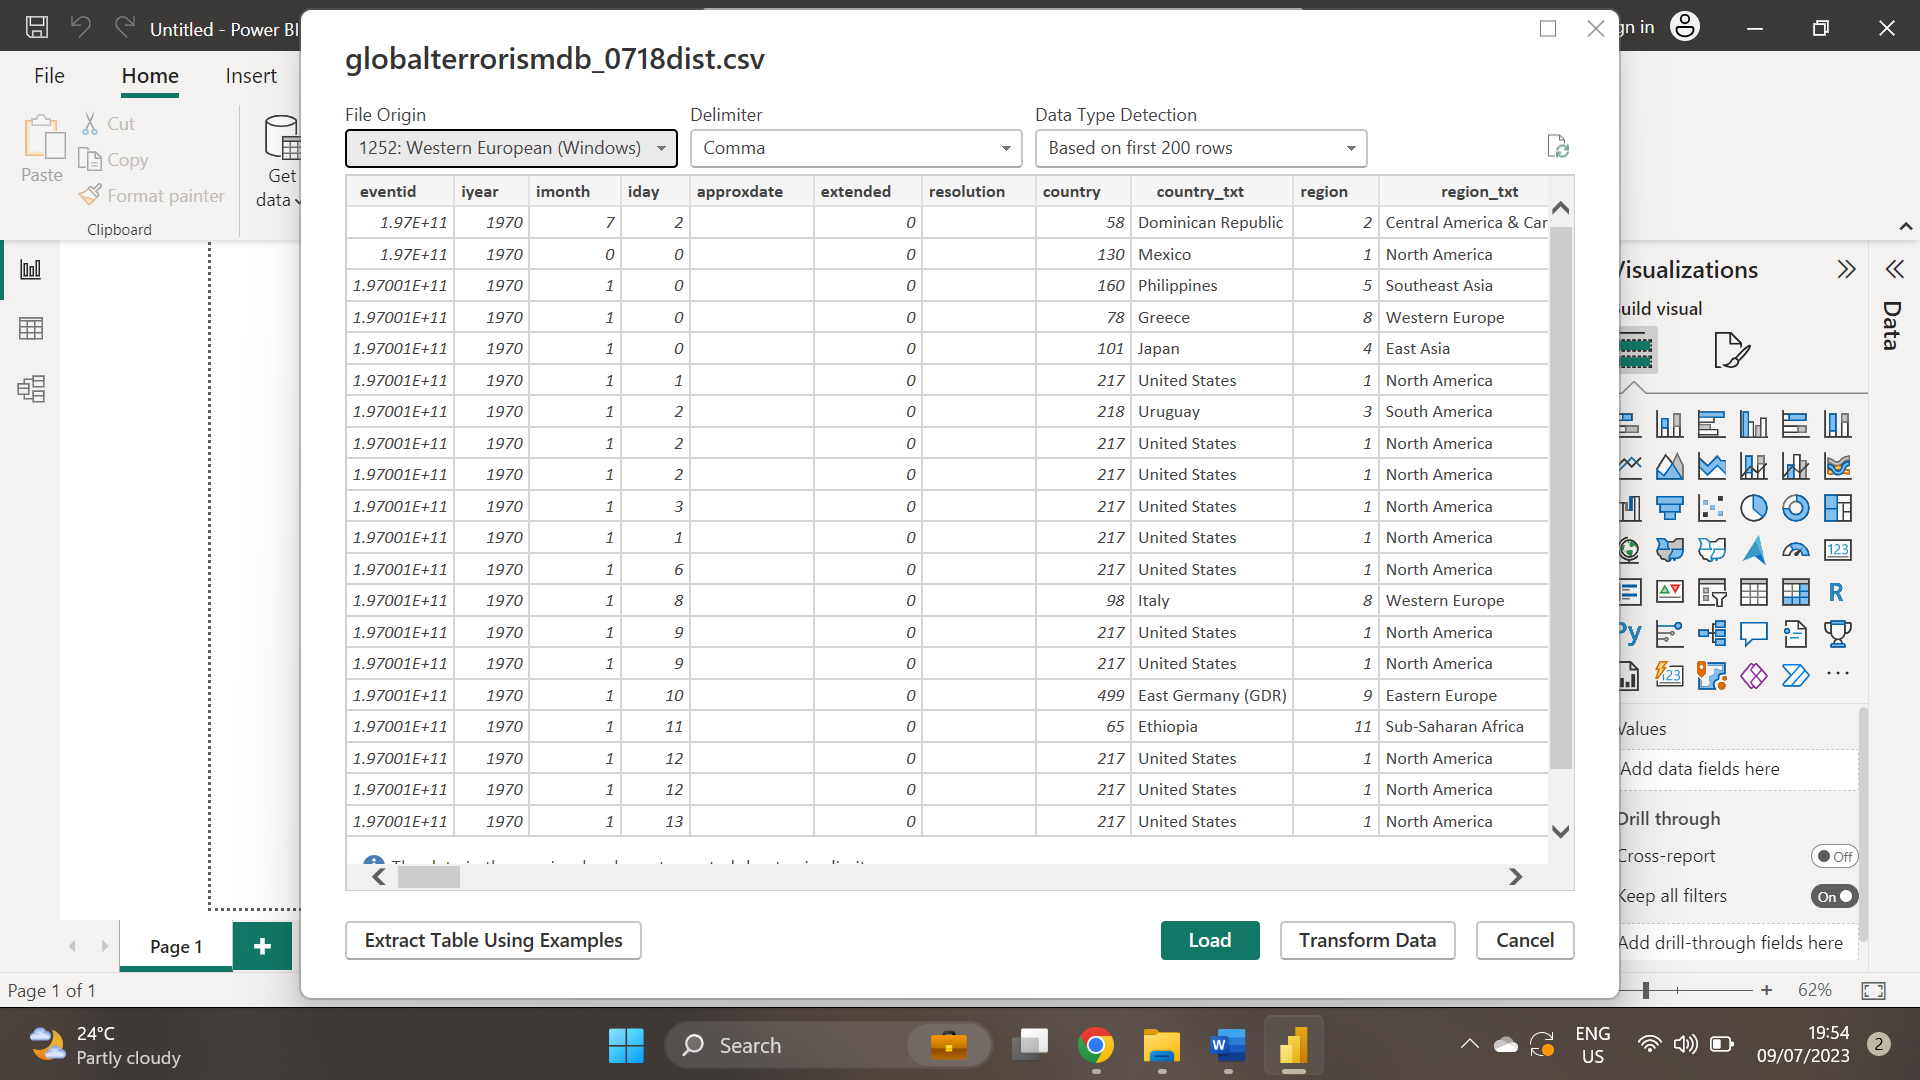 Untitled - Power BI
gn in
File
Home
Insert
Paste
Cut
Copy
Format painter
Clipboard
Get
data
globalterrorismdb_0718dist.csv
File Origin
Delimiter
Data Type Detection
1252: Western European (Windows)
Comma
Based on first 200 rows
eventid iyear imonth iday approxdate extended resolution country country_txt region region_txt
1.97E+11 1970 7 2 0 58 Dominican Republic 2 Central America & Car
1.97E+11 1970 0 0 0 130 Mexico 1 North America
1.97001E+11 1970 1 0 0 160 Philippines 5 Southeast Asia
1.97001E+11 1970 1 0 0 78 Greece 8 Western Europe
1.97001E+11 1970 1 0 0 101 Japan 4 East Asia
1.97001E+11 1970 1 1 0 217 United States 1 North America
1.97001E+11 1970 1 2 0 218 Uruguay 3 South America
1.97001E+11 1970 1 2 0 217 United States 1 North America
1.97001E+11 1970 1 2 0 217 United States 1 North America
1.97001E+11 1970 1 3 0 217 United States 1 North America
1.97001E+11 1970 1 1 0 217 United States 1 North America
1.97001E+11 1970 1 6 0 217 United States 1 North America
1.97001E+11 1970 1 8 0 98 Italy 8 Western Europe
1.97001E+11 1970 1 9 0 217 United States 1 North America
1.97001E+11 1970 1 9 0 217 United States 1 North America
1.97001E+11 1970 1 10 0 499 East Germany (GDR) 9 Eastern Europe
1.97001E+11 1970 1 11 0 65 Ethiopia 11 Sub-Saharan Africa
1.97001E+11 1970 1 12 0 217 United States 1 North America
1.97001E+11 1970 1 12 0 217 United States 1 North America
1.97001E+11 1970 1 13 0 217 United States 1 North America
Extract Table Using Examples
Load
Transform Data
Cancel
isualizations
uild visual
Data
123
R
Py
123
...
Values
Add data fields here
Drill through
Cross-report
Off
Keep all filters
On
Add drill-through fields here
Page 1
Page 1 of 1
62%
24°C
Partly cloudy
Search
W
ENG
US
19:54
09/07/2023
2